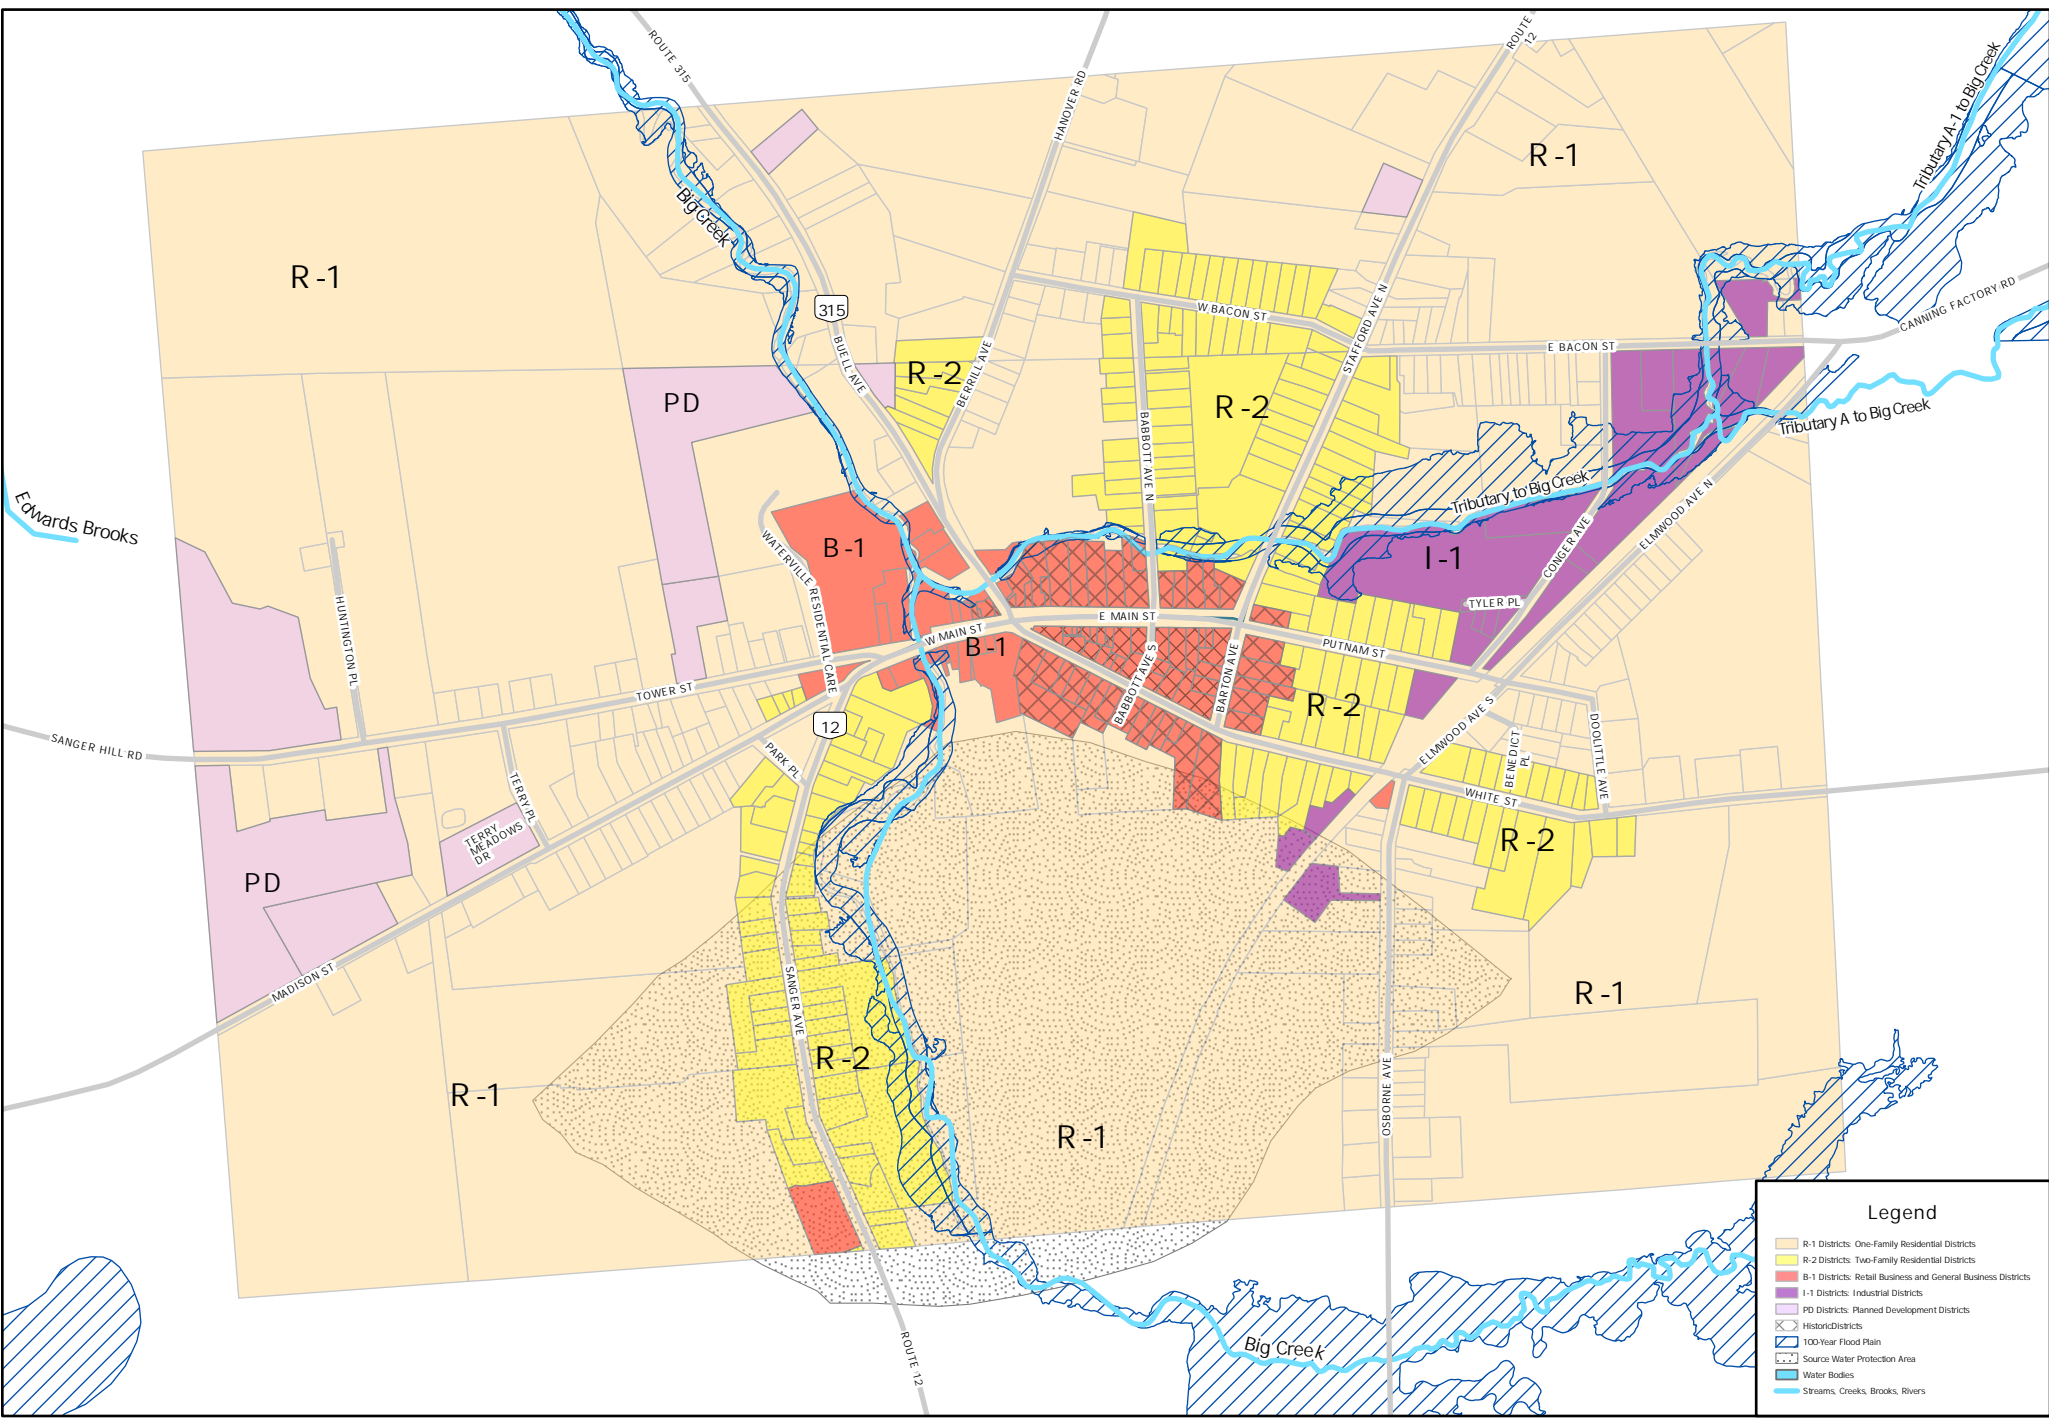 ROUTE 315
HANOVER RD
ROUTE
12
Tributary A-1 to Big Creek
R-1
Big Creek
R-1
315
W BACON ST
STAFFORD AVE N
CANNING FACTORY RD
E BACON ST
BUELL AVE
BERRILL AVE
R-2
PD
R-2
Tributary A to Big Creek
BABBOTT AVE N
Edwards Brooks
Tributary to Big Creek
ELMWOOD AVE N
B-1
I-1
CONGER AVE
WATERVILLE RESIDENTIAL CARE
HUNTINGTON PL
TYLER PL
E MAIN ST
W MAIN ST
B-1
PUTNAM ST
BABBOTT AVE S
BARTON AVE
TOWER ST
R-2
12
SANGER HILL RD
PARK PL
ELMWOOD AVE S
BENEDICT
PL
DOOLITTLE AVE
TERRY PL
WHITE ST
TERRY
MEADOWS
DR
R-2
PD
MADISON ST
SANGER AVE
R-1
R-2
R-1
OSBORNE AVE
R-1
ROUTE 12
Big Creek
Legend
R-1 Districts: One-Family Residential Districts
R-2 Districts: Two-Family Residential Districts
B-1 Districts: Retail Business and General Business Districts
I-1 Districts: Industrial Districts
PD Districts: Planned Development Districts
HistoricDistricts
100-Year Flood Plain
Source Water Protection Area
Water Bodies
Streams, Creeks, Brooks, Rivers